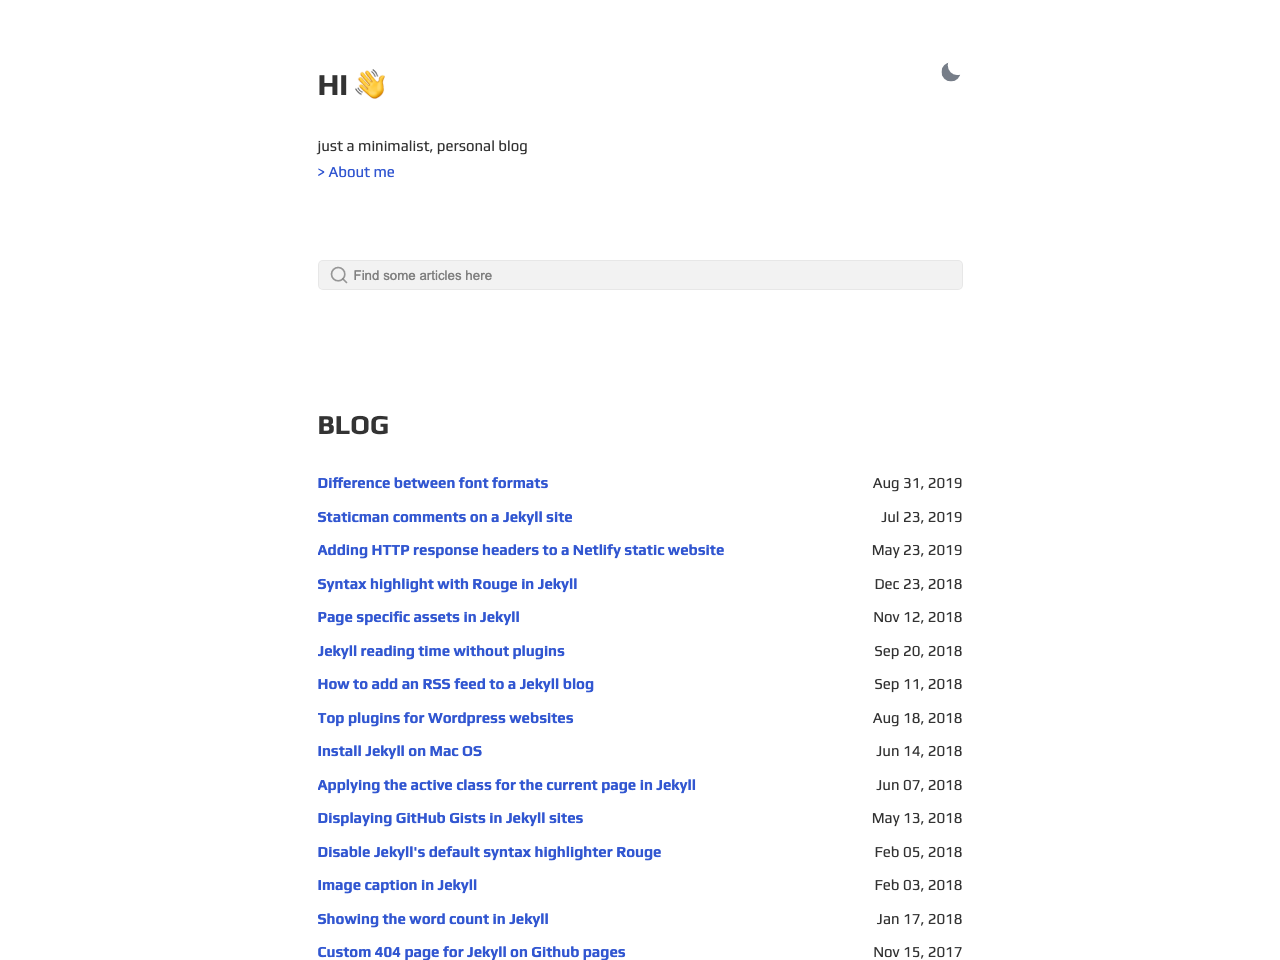 HI 👋
just a minimalist, personal blog
> About me
Find some articles here
BLOG
Difference between font formats Aug 31, 2019
Staticman comments on a Jekyll site Jul 23, 2019
Adding HTTP response headers to a Netlify static website May 23, 2019
Syntax highlight with Rouge in Jekyll Dec 23, 2018
Page specific assets in Jekyll Nov 12, 2018
Jekyll reading time without plugins Sep 20, 2018
How to add an RSS feed to a Jekyll blog Sep 11, 2018
Top plugins for Wordpress websites Aug 18, 2018
Install Jekyll on Mac OS Jun 14, 2018
Applying the active class for the current page in Jekyll Jun 07, 2018
Displaying GitHub Gists in Jekyll sites May 13, 2018
Disable Jekyll's default syntax highlighter Rouge Feb 05, 2018
Image caption in Jekyll Feb 03, 2018
Showing the word count in Jekyll Jan 17, 2018
Custom 404 page for Jekyll on Github pages Nov 15, 2017